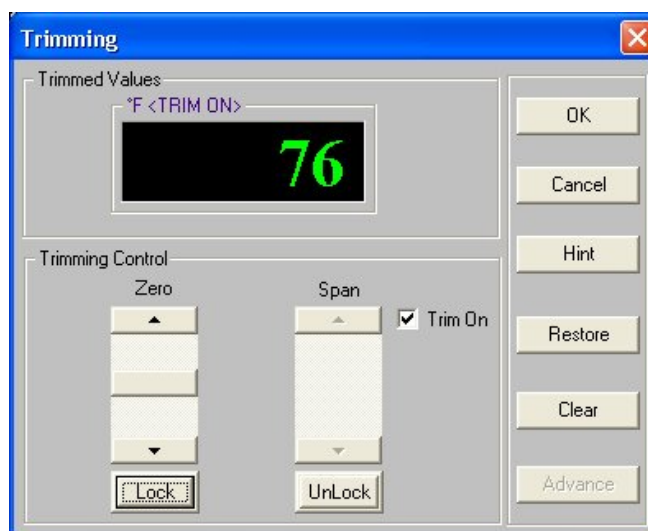 Trimming
Trimmed Values
°F <TRIM ON>
76
OK
Cancel
Hint
Restore
Clear
Advance
Trimming Control
Zero
Span
Trim On
Lock
UnLock